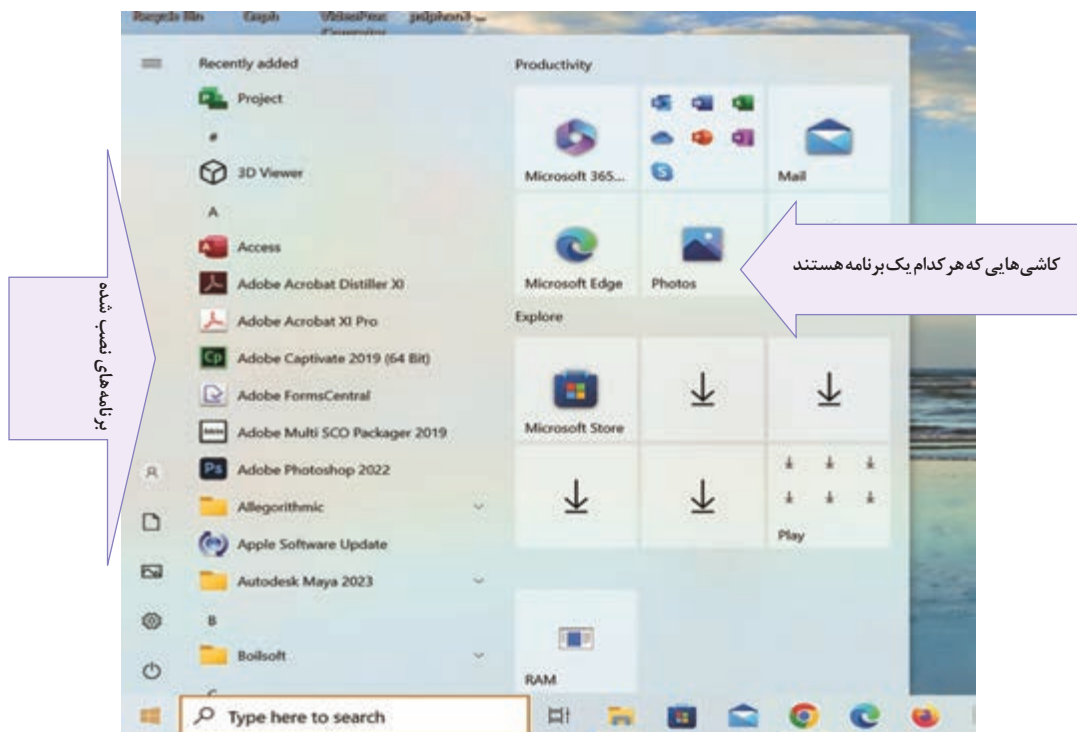 Recycle Bin Gaph VideoProc pdphon3-...
Recently added
Project
#
3D Viewer
A
Access
Adobe Acrobat Distiller XI
Adobe Acrobat XI Pro
Adobe Captivate 2019 (64 Bit)
Adobe FormsCentral
Adobe Multi SCO Packager 2019
Adobe Photoshop 2022
Allegorithmic
Apple Software Update
Autodesk Maya 2023
B
Boilsoft
Productivity
Microsoft 365...
Mail
Microsoft Edge
Photos
Explore
Microsoft Store
Play
RAM
Type here to search
برنامه‌های نصب شده
کاشی‌هایی که هر کدام یک برنامه هستند